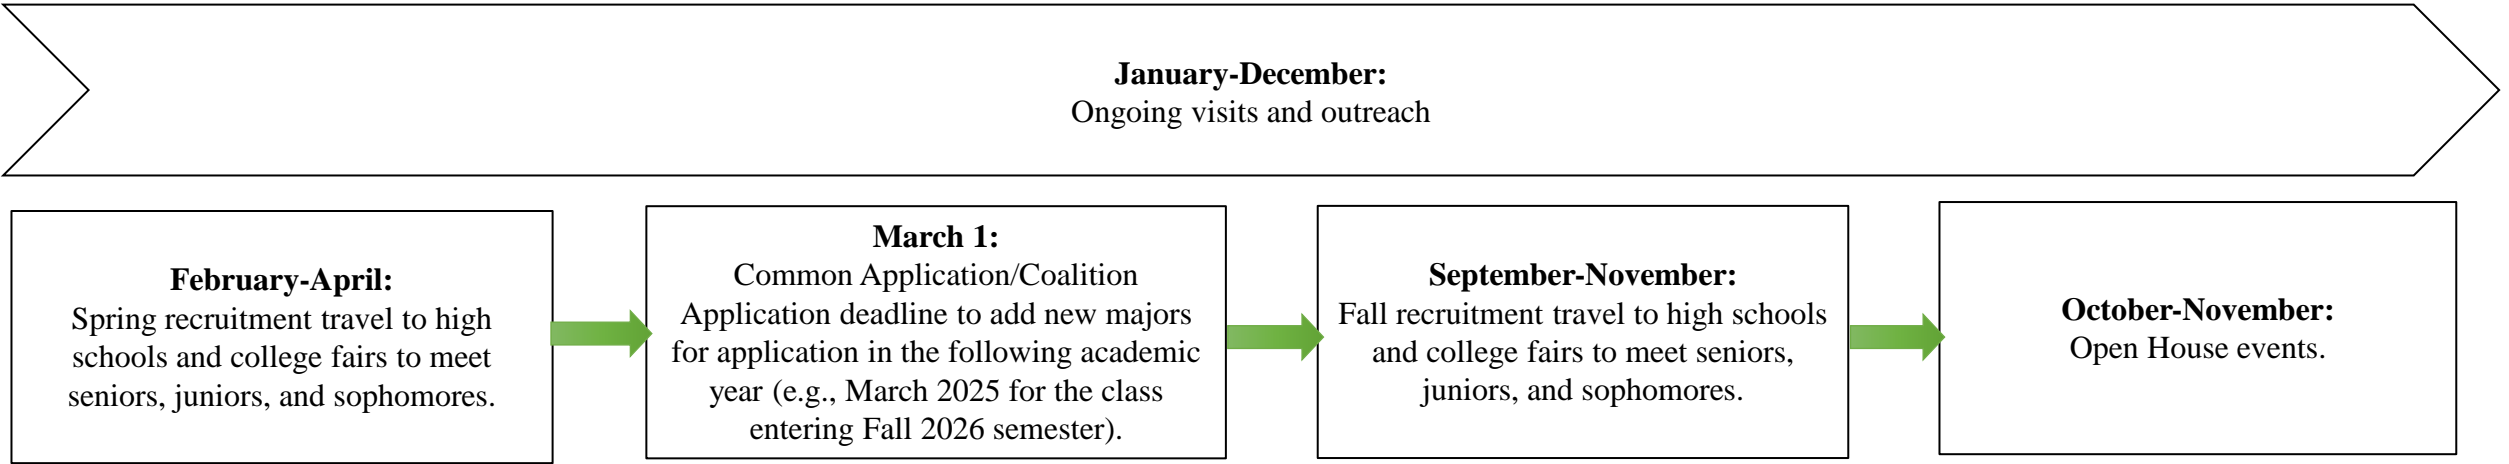 January-December:
Ongoing visits and outreach
February-April:
Spring recruitment travel to high
schools and college fairs to meet
seniors, juniors, and sophomores.
March 1:
Common Application/Coalition
Application deadline to add new majors
for application in the following academic
year (e.g., March 2025 for the class
entering Fall 2026 semester).
September-November:
Fall recruitment travel to high schools
and college fairs to meet seniors,
juniors, and sophomores.
October-November:
Open House events.